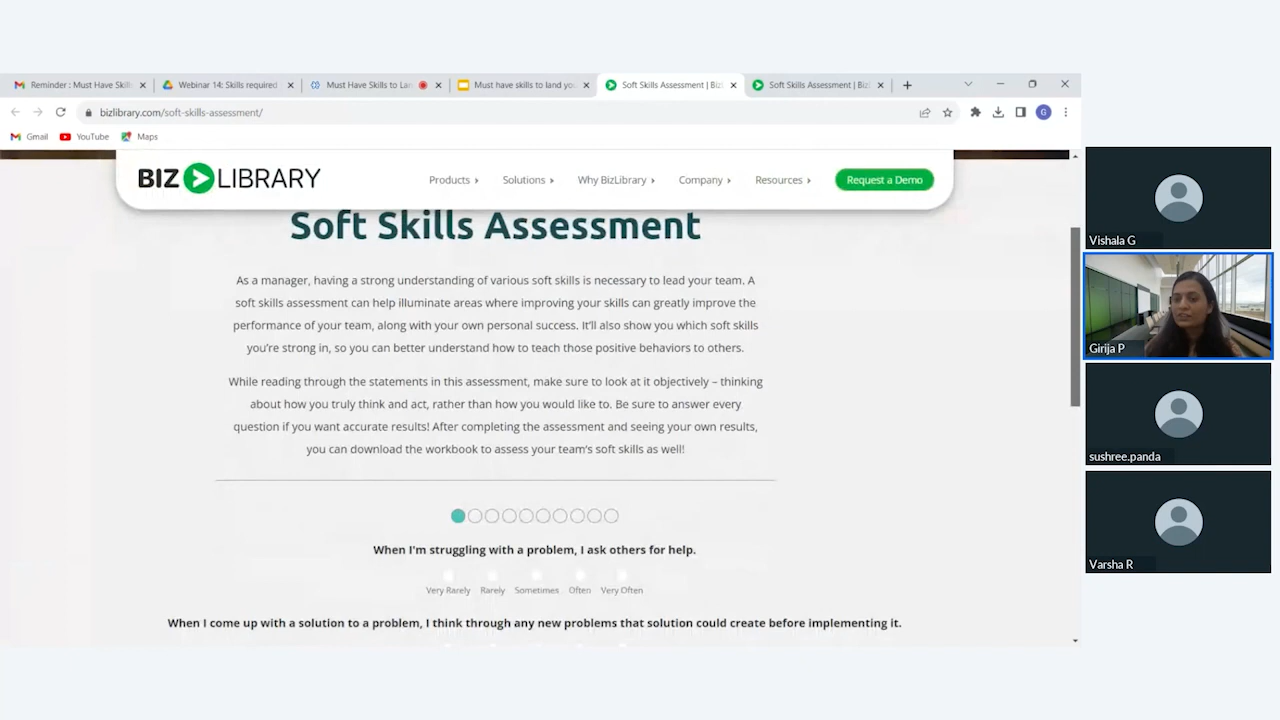 Reminder : Must Have Skills
Webinar 14: Skills required
Must Have Skills to Lan
Must have skills to land you
Soft Skills Assessment | Biz
Soft Skills Assessment | Biz
bizlibrary.com/soft-skills-assessment/
G
Gmail
YouTube
Maps
BIZ LIBRARY
Products
Solutions
Why BizLibrary
Company
Resources
Request a Demo
Soft Skills Assessment
As a manager, having a strong understanding of various soft skills is necessary to lead your team. A
soft skills assessment can help illuminate areas where improving your skills can greatly improve the
performance of your team, along with your own personal success. It'll also show you which soft skills
you're strong in, so you can better understand how to teach those positive behaviors to others.
While reading through the statements in this assessment, make sure to look at it objectively – thinking
about how you truly think and act, rather than how you would like to. Be sure to answer every
question if you want accurate results! After completing the assessment and seeing your own results,
you can download the workbook to assess your team's soft skills as well!
When I'm struggling with a problem, I ask others for help.
Very Rarely Rarely Sometimes Often Very Often
When I come up with a solution to a problem, I think through any new problems that solution could create before implementing it.
Vishala G
Girija P
sushree.panda
Varsha R